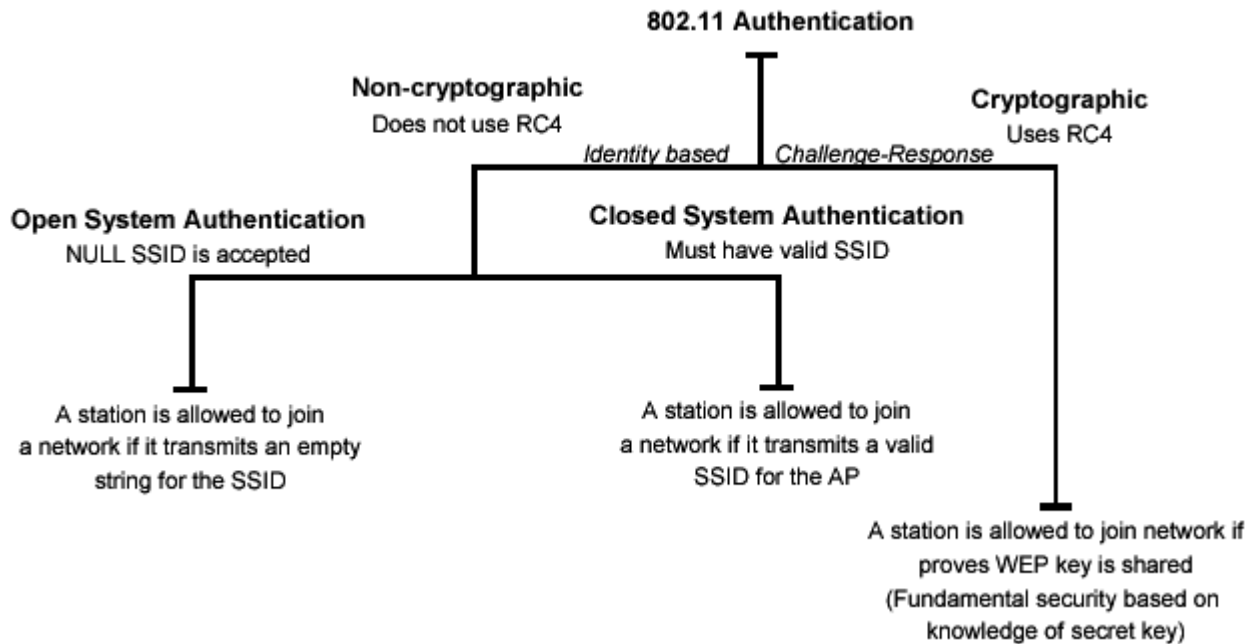 802.11 Authentication
Non-cryptographic
Does not use RC4
Cryptographic
Uses RC4
Identity based
Challenge-Response
Open System Authentication
NULL SSID is accepted
Closed System Authentication
Must have valid SSID
A station is allowed to join
a network if it transmits an empty
string for the SSID
A station is allowed to join
a network if it transmits a valid
SSID for the AP
A station is allowed to join network if
proves WEP key is shared
(Fundamental security based on
knowledge of secret key)